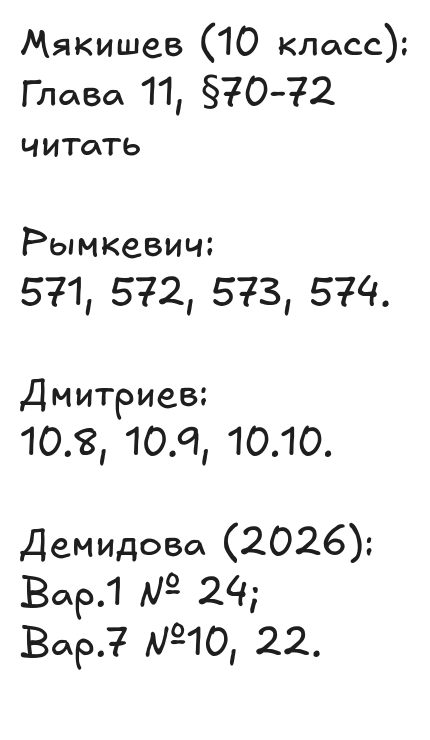 Мякишев (10 класс):
Глава 11, §70-72
читать
Рымкевич:
571, 572, 573, 574.
Дмитриев:
10.8, 10.9, 10.10.
Демидова (2026):
Вар.1 № 24;
Вар.7 №10, 22.